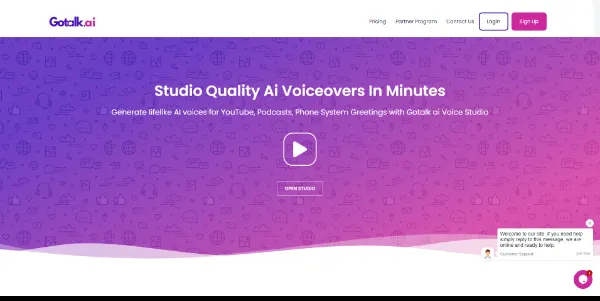 Gotalk.ai
Pricing
Partner Program
Contact Us
Login
Sign Up
Studio Quality Ai Voiceovers In Minutes
Generate lifelike AI voices for YouTube, Podcasts, Phone System Greetings with Gotalk ai Voice Studio
OPEN STUDIO
Welcome to our site, if you need help
simply reply to this message, we are
online and ready to help.
Customer Support